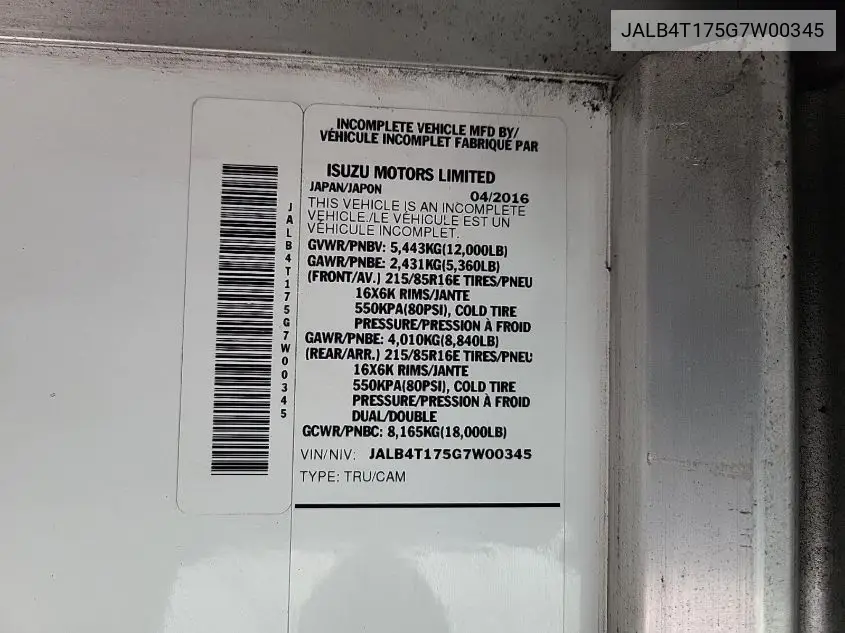 JALB4T175G7W00345
INCOMPLETE VEHICLE MFD BY/
VÉHICULE INCOMPLET FABRIQUÉ PAR
ISUZU MOTORS LIMITED
JAPAN/JAPON 04/2016
THIS VEHICLE IS AN INCOMPLETE
VEHICLE./LE VÉHICULE EST UN
VÉHICULE INCOMPLET.
GVWR/PNBV: 5,443KG(12,000LB)
GAWR/PNBE: 2,431KG(5,360LB)
(FRONT/AV.) 215/85R16E TIRES/PNEU
16X6K RIMS/JANTE
550KPA(80PSI), COLD TIRE
PRESSURE/PRESSION À FROID
GAWR/PNBE: 4,010KG(8,840LB)
(REAR/ARR.) 215/85R16E TIRES/PNEU
16X6K RIMS/JANTE
550KPA(80PSI), COLD TIRE
PRESSURE/PRESSION À FROID
DUAL/DOUBLE
GCWR/PNBC: 8,165KG(18,000LB)
VIN/NIV: JALB4T175G7W00345
TYPE: TRU/CAM
JALB4T175G7W00345